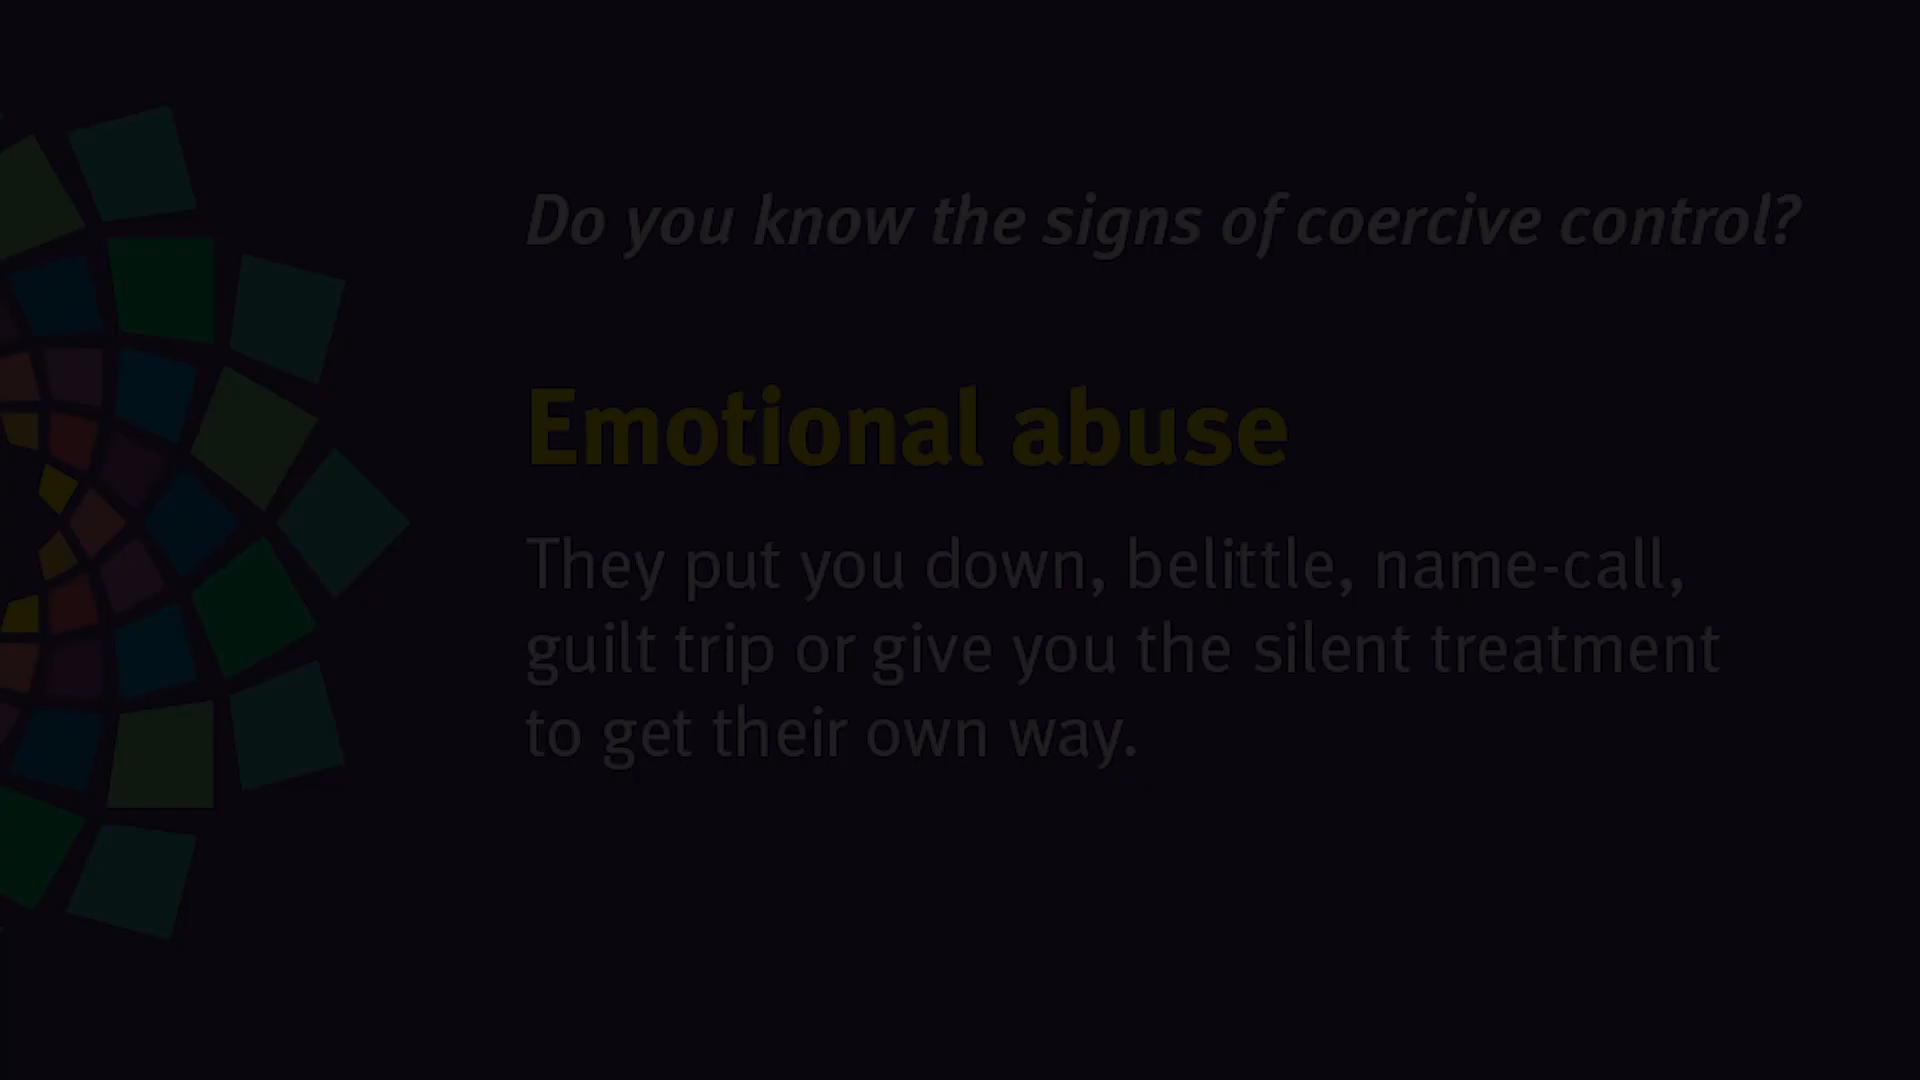 Do you know the signs of coercive control?
Emotional abuse
They put you down, belittle, name-call,
guilt trip or give you the silent treatment
to get their own way.